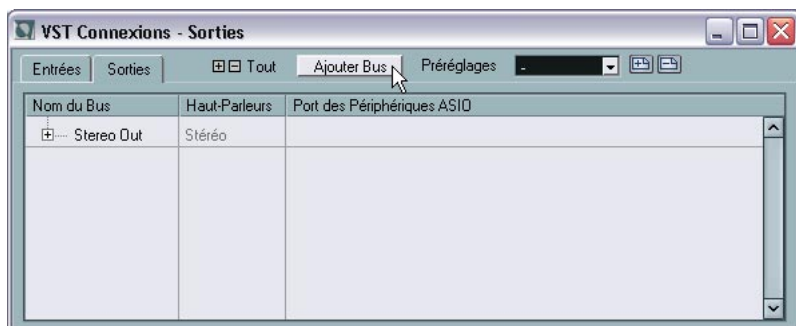 VST Connexions - Sorties
Entrées Sorties Tout Ajouter Bus Préréglages -
Nom du Bus Haut-Parleurs Port des Périphériques ASIO
Stereo Out Stéréo